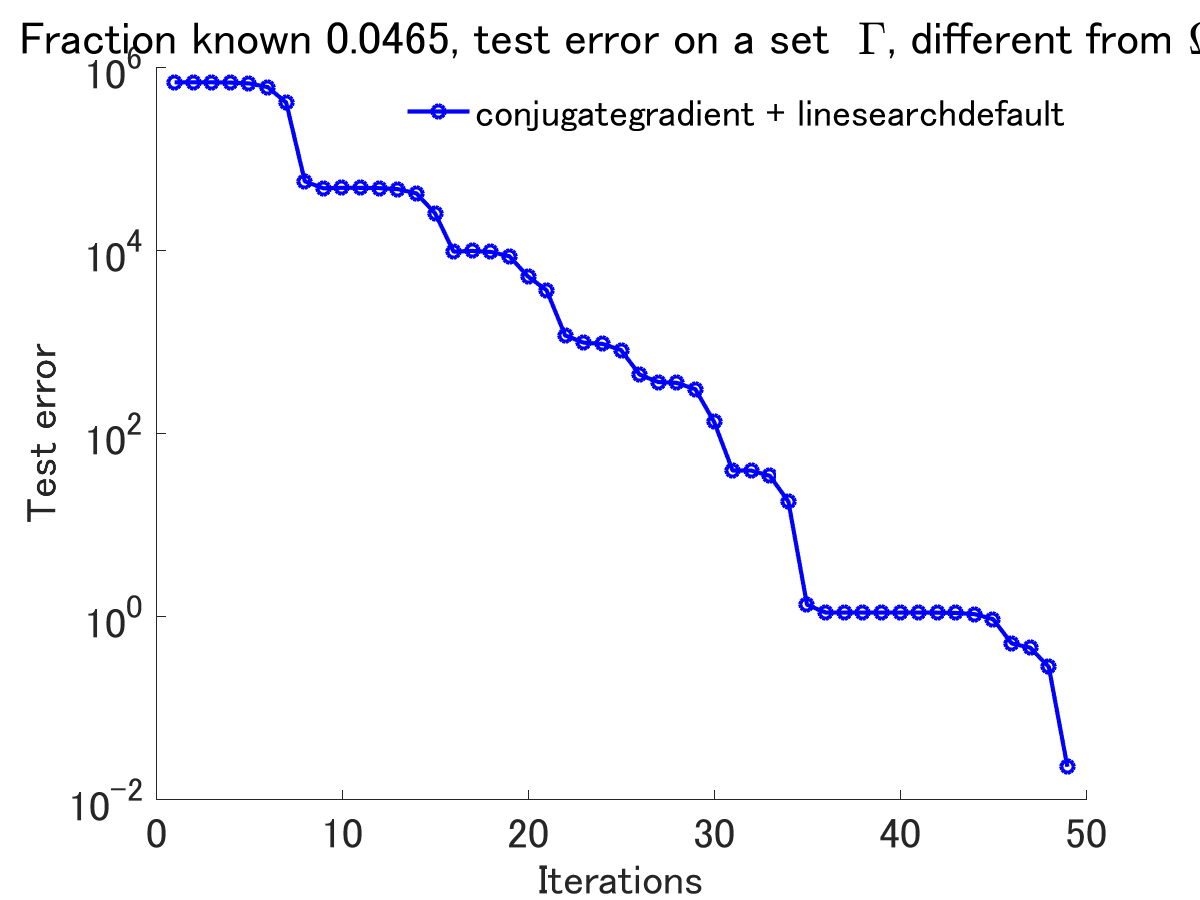 Fraction known 0.0465, test error on a set Γ, different from
10^6
conjugategradient + linesearchdefault
10^4
10^2
10^0
10^-2
Test error
0 10 20 30 40 50
Iterations